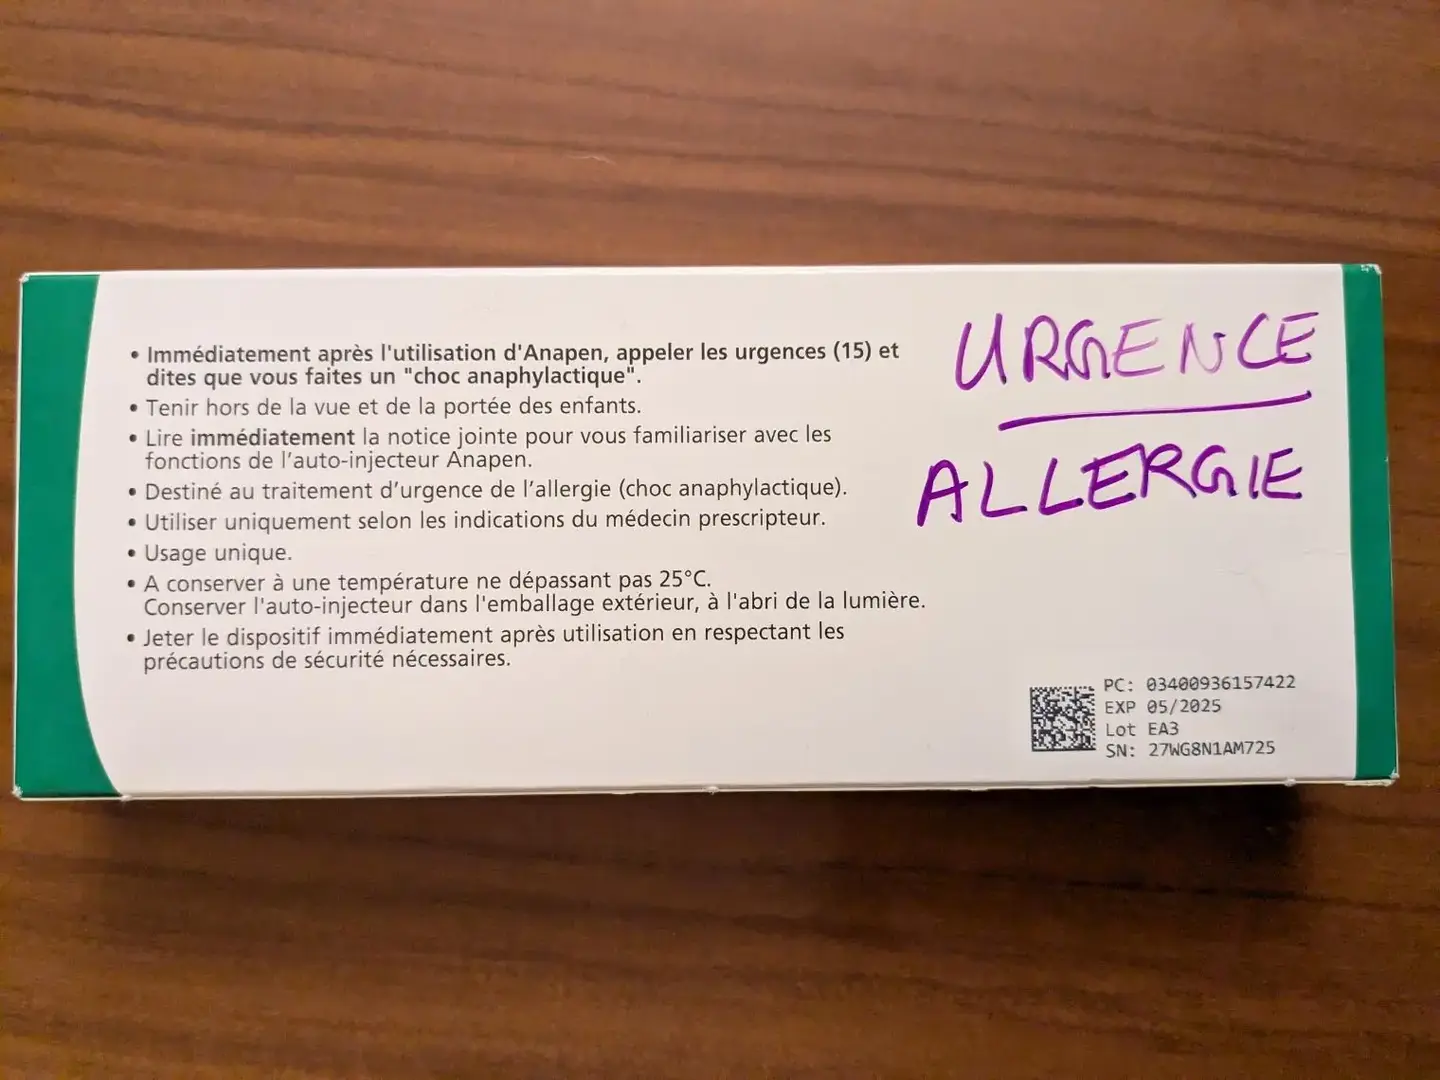 • Immédiatement après l'utilisation d'Anapen, appeler les urgences (15) et
dites que vous faites un "choc anaphylactique".
• Tenir hors de la vue et de la portée des enfants.
• Lire immédiatement la notice jointe pour vous familiariser avec les
fonctions de l'auto-injecteur Anapen.
• Destiné au traitement d'urgence de l'allergie (choc anaphylactique).
• Utiliser uniquement selon les indications du médecin prescripteur.
• Usage unique.
• A conserver à une température ne dépassant pas 25°C.
Conserver l'auto-injecteur dans l'emballage extérieur, à l'abri de la lumière.
• Jeter le dispositif immédiatement après utilisation en respectant les
précautions de sécurité nécessaires.
URGENCE
ALLERGIE
PC: 03400936157422
EXP 05/2025
Lot EA3
SN: 27WG8N1AM725